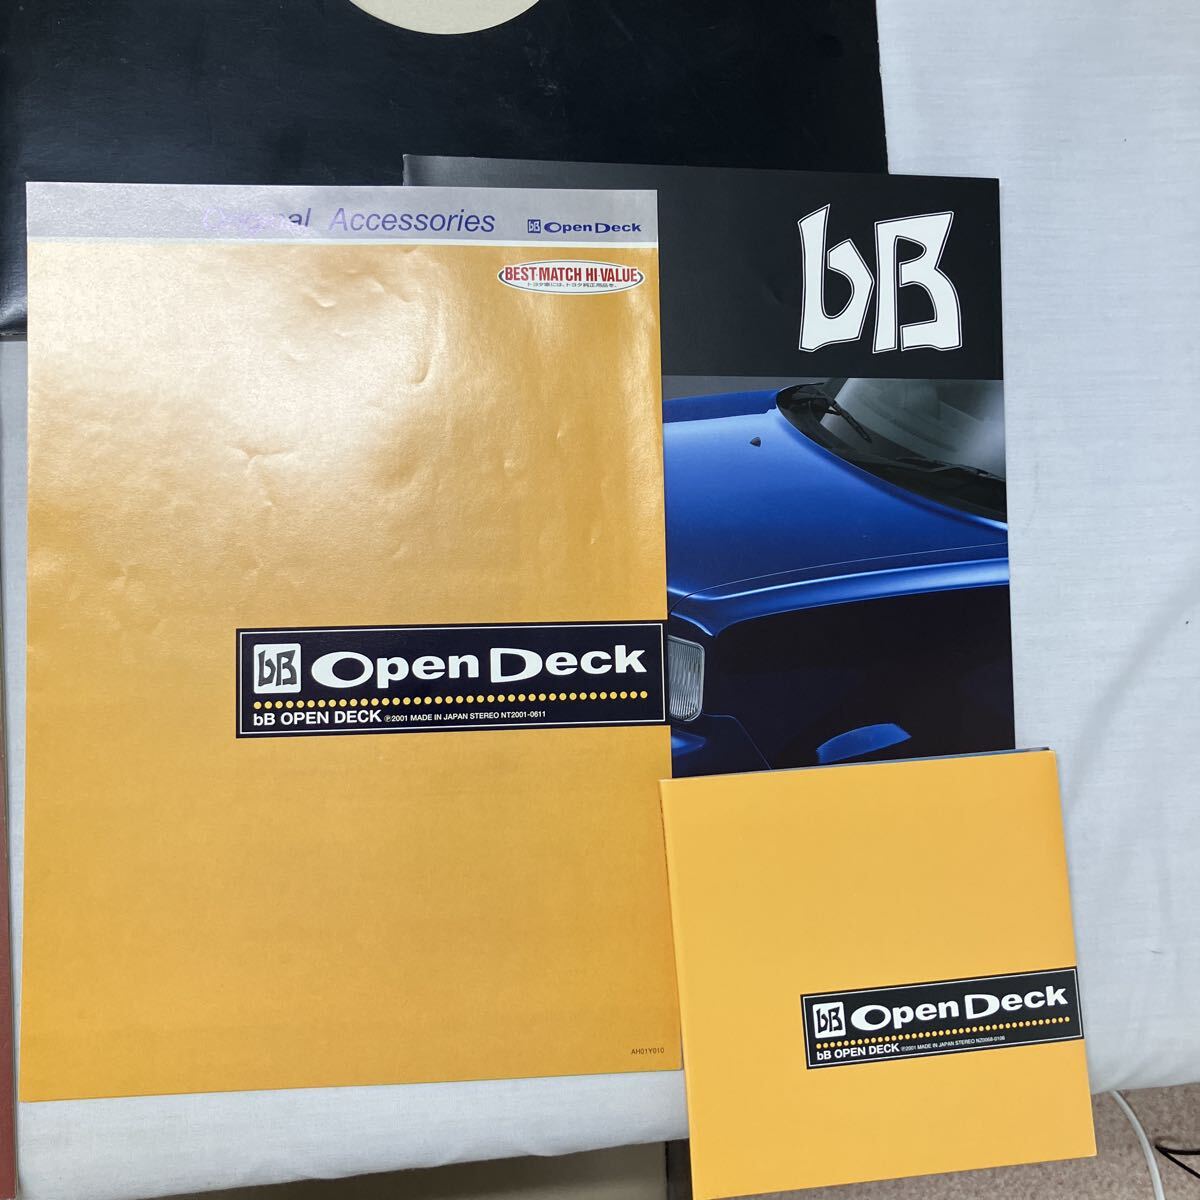 Original Accessories
bB Open Deck
BEST MATCH HI-VALUE
トヨタ車には、トヨタ純正用品を。
bB
bB Open Deck
bB OPEN DECK ℗2001 MADE IN JAPAN STEREO NT2001-0611
AH01Y010
bB Open Deck
bB OPEN DECK ℗2001 MADE IN JAPAN STEREO NZ0068-0106